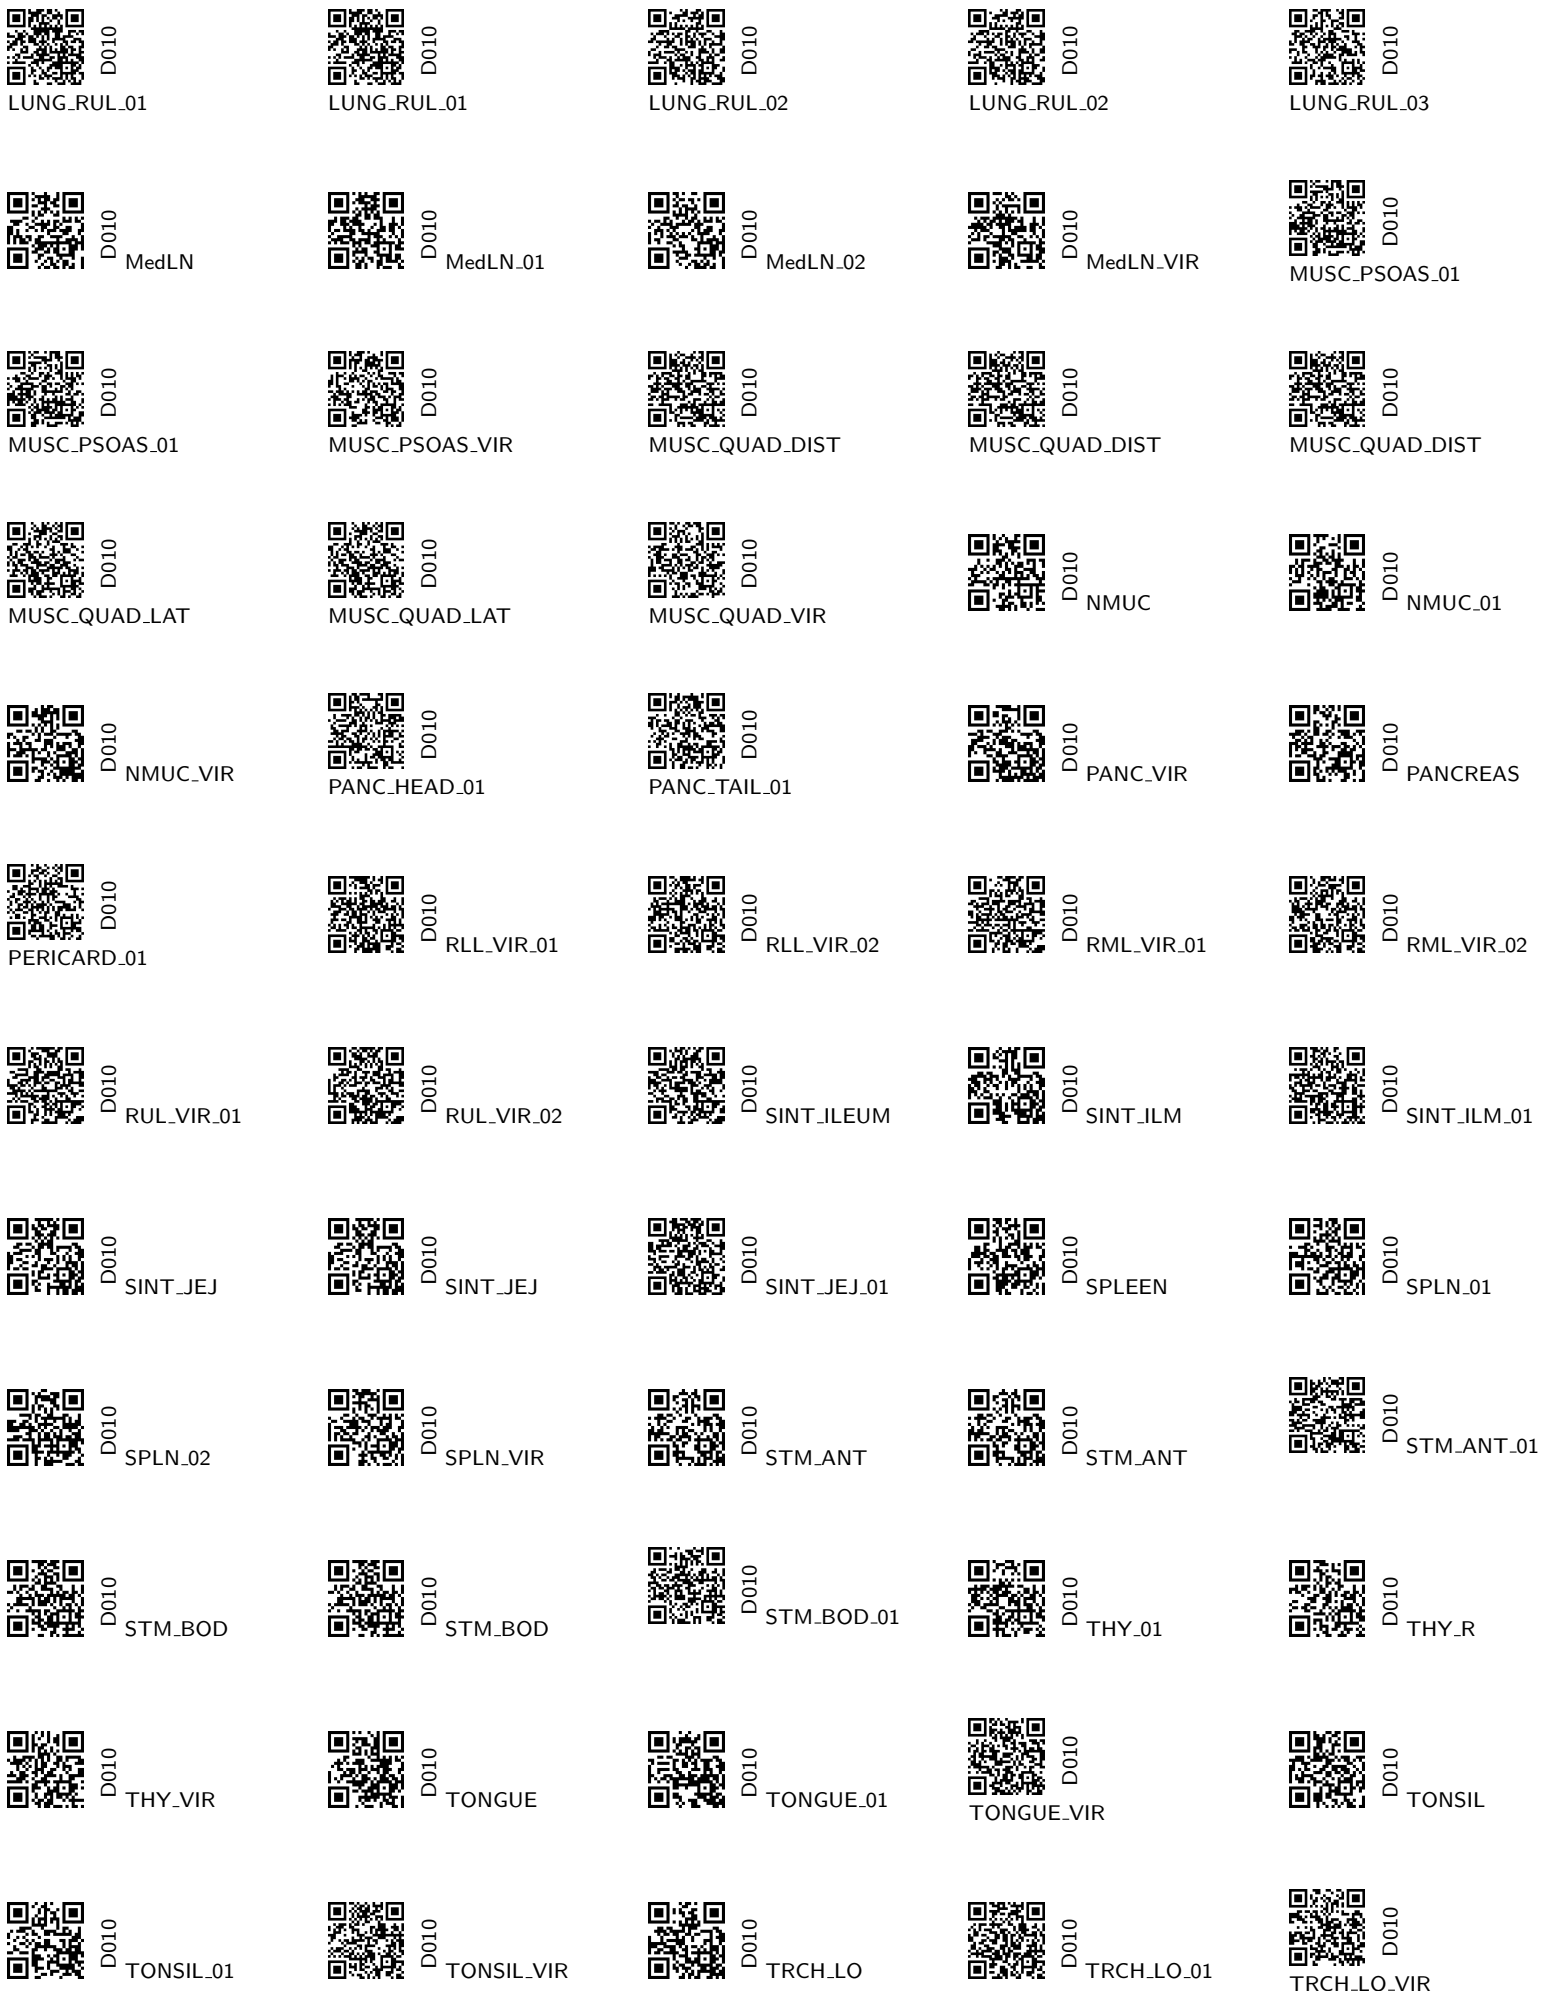 D010
LUNG_RUL_01
D010
LUNG_RUL_01
D010
LUNG_RUL_02
D010
LUNG_RUL_02
D010
LUNG_RUL_03
D010
MedLN
D010
MedLN_01
D010
MedLN_02
D010
MedLN_VIR
D010
MUSC_PSOAS_01
D010
MUSC_PSOAS_01
D010
MUSC_PSOAS_VIR
D010
MUSC_QUAD_DIST
D010
MUSC_QUAD_DIST
D010
MUSC_QUAD_DIST
D010
MUSC_QUAD_LAT
D010
MUSC_QUAD_LAT
D010
MUSC_QUAD_VIR
D010
NMUC
D010
NMUC_01
D010
NMUC_VIR
D010
PANC_HEAD_01
D010
PANC_TAIL_01
D010
PANC_VIR
D010
PANCREAS
D010
PERICARD_01
D010
RLL_VIR_01
D010
RLL_VIR_02
D010
RML_VIR_01
D010
RML_VIR_02
D010
RUL_VIR_01
D010
RUL_VIR_02
D010
SINT_ILEUM
D010
SINT_ILM
D010
SINT_ILM_01
D010
SINT_JEJ
D010
SINT_JEJ
D010
SINT_JEJ_01
D010
SPLEEN
D010
SPLN_01
D010
SPLN_02
D010
SPLN_VIR
D010
STM_ANT
D010
STM_ANT
D010
STM_ANT_01
D010
STM_BOD
D010
STM_BOD
D010
STM_BOD_01
D010
THY_01
D010
THY_R
D010
THY_VIR
D010
TONGUE
D010
TONGUE_01
D010
TONGUE_VIR
D010
TONSIL
D010
TONSIL_01
D010
TONSIL_VIR
D010
TRCH_LO
D010
TRCH_LO_01
D010
TRCH_LO_VIR